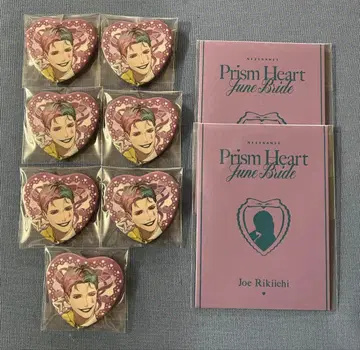 Prism Heart
June Bride
Prism Heart
June Bride
Joe Rikiichi